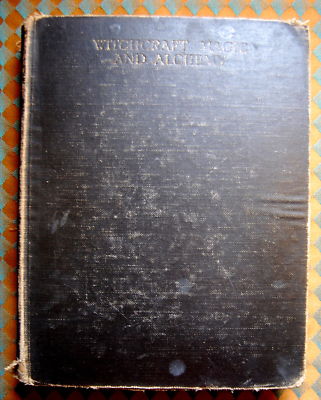 WITCHCRAFT, MAGIC
AND ALCHEMY